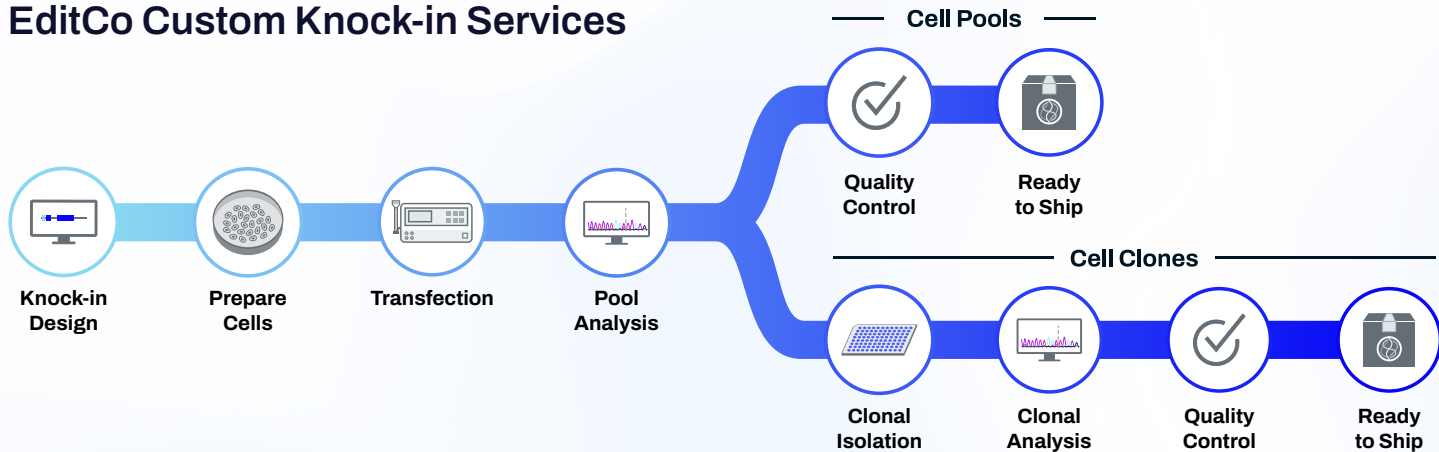 EditCo Custom Knock-in Services
Cell Pools
Quality
Control
Ready
to Ship
Knock-in
Design
Prepare
Cells
Transfection
Pool
Analysis
Cell Clones
Clonal
Isolation
Clonal
Analysis
Quality
Control
Ready
to Ship